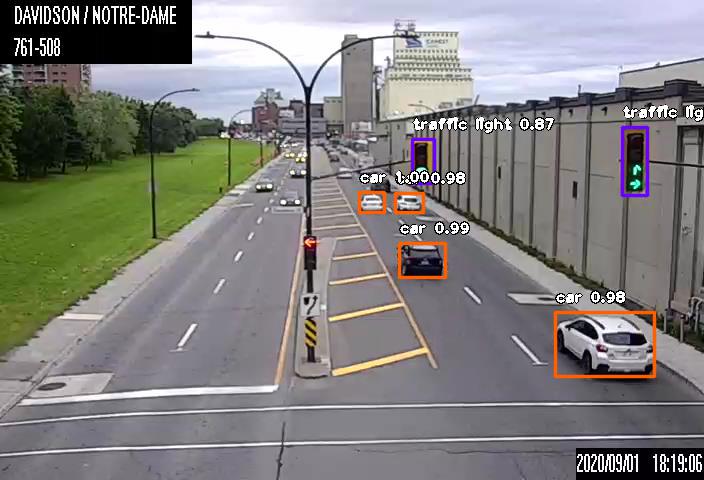 DAVIDSON / NOTRE-DAME
761-508
traffic lig
traffic light 0.87
car 1.00 0.98
car 0.99
car 0.98
2020/09/01 18:19:06